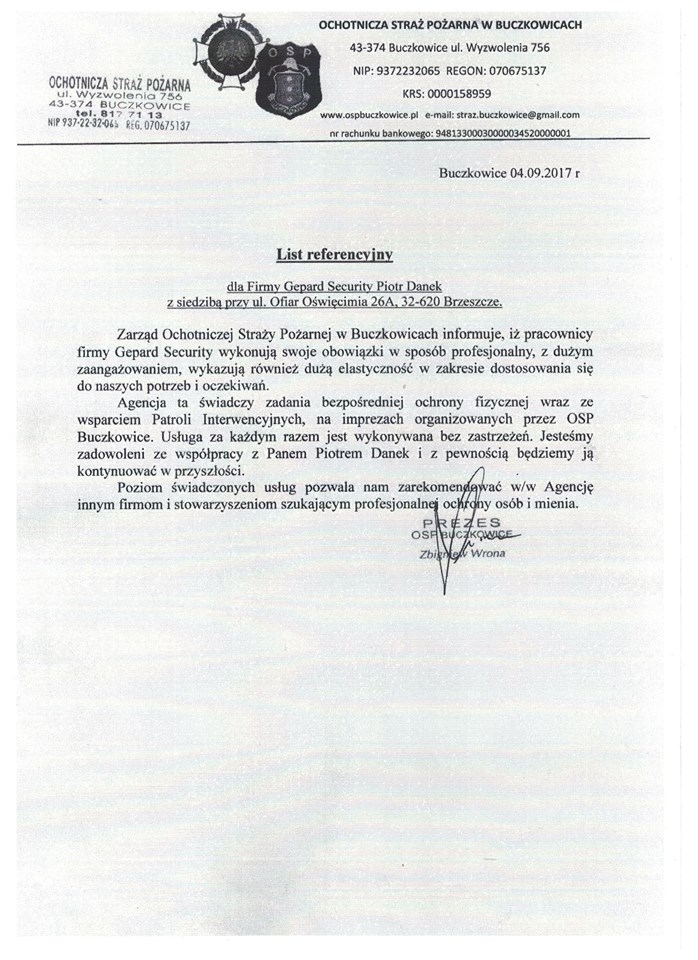 OCHOTNICZA STRAŻ POŻARNA W BUCZKOWICACH
43-374 Buczkowice ul. Wyzwolenia 756
NIP: 9372232065 REGON: 070675137
KRS: 0000158959
www.ospbuczkowice.pl e-mail: straz.buczkowice@gmail.com
nr rachunku bankowego: 94813300030000034520000001
OSP
OCHOTNICZA STRAŻ POŻARNA
ul. Wyzwolenia 756
43-374 BUCZKOWICE
tel. 817 71 13
NIP 937-22-32-065 REG. 070675137
Buczkowice 04.09.2017 r
List referencyjny
dla Firmy Gepard Security Piotr Danek
z siedzibą przy ul. Ofiar Oświęcimia 26A, 32-620 Brzeszcze.
Zarząd Ochotniczej Straży Pożarnej w Buczkowicach informuje, iż pracownicy
firmy Gepard Security wykonują swoje obowiązki w sposób profesjonalny, z dużym
zaangażowaniem, wykazują również dużą elastyczność w zakresie dostosowania się
do naszych potrzeb i oczekiwań.
Agencja ta świadczy zadania bezpośredniej ochrony fizycznej wraz ze
wsparciem Patroli Interwencyjnych, na imprezach organizowanych przez OSP
Buczkowice. Usługa za każdym razem jest wykonywana bez zastrzeżeń. Jesteśmy
zadowoleni ze współpracy z Panem Piotrem Danek i z pewnością będziemy ją
kontynuować w przyszłości.
Poziom świadczonych usług pozwala nam zarekomendować w/w Agencję
innym firmom i stowarzyszeniom szukającym profesjonalnej ochrony osób i mienia.
PREZES
OSP BUCZKOWICE
Zbigniew Wrona